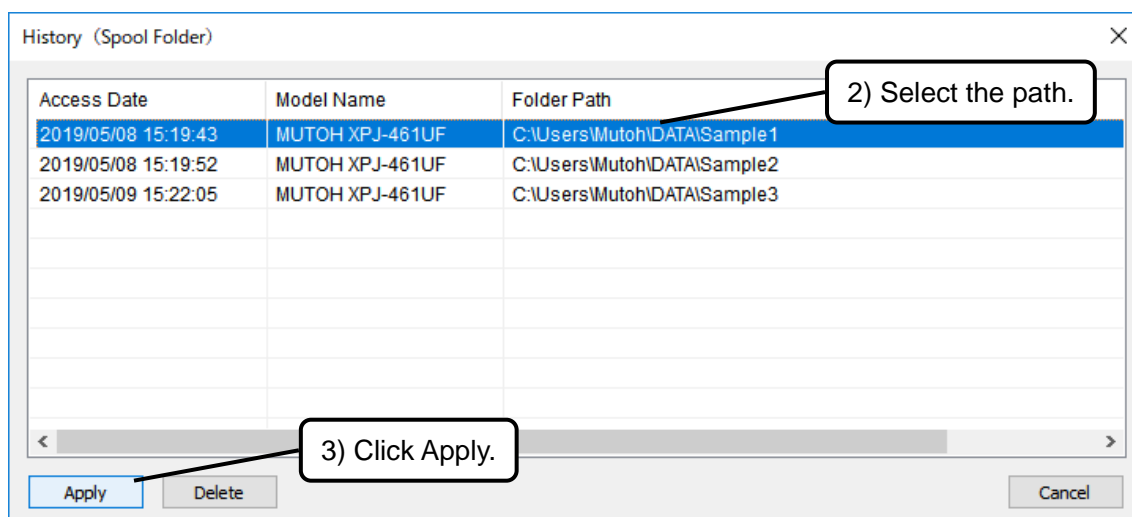 History（Spool Folder）
Access Date Model Name Folder Path
2) Select the path.
2019/05/08 15:19:43 MUTOH XPJ-461UF C:\Users\Mutoh\DATA\Sample1
2019/05/08 15:19:52 MUTOH XPJ-461UF C:\Users\Mutoh\DATA\Sample2
2019/05/09 15:22:05 MUTOH XPJ-461UF C:\Users\Mutoh\DATA\Sample3
3) Click Apply.
Apply Delete Cancel